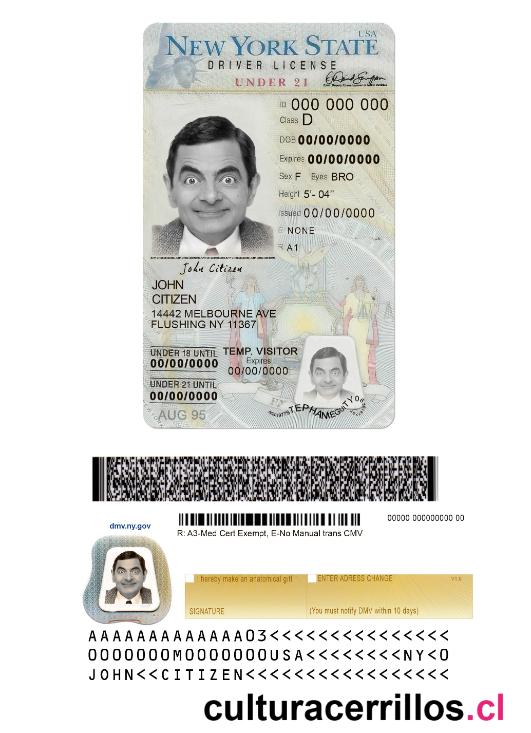 USA
NEW YORK STATE
DRIVER LICENSE
UNDER 21
ID 000 000 000
Class D
DOB 00/00/0000
Expires 00/00/0000
Sex F Eyes BRO
Height 5'- 04"
Issued 00/00/0000
E NONE
R A1
John Citizen
JOHN
CITIZEN
14442 MELBOURNE AVE
FLUSHING NY 11367
UNDER 18 UNTIL
00/00/0000
TEMP. VISITOR
Expires
00/00/0000
UNDER 21 UNTIL
00/00/0000
AUG 95
dmv.ny.gov
00000 000000000 00
R: A3-Med Cert Exempt, E-No Manual trans CMV
I hereby make an anatomical gift
ENTER ADRESS CHANGE
SIGNATURE
(You must notify DMV within 10 days)
AAAAAAAAAAAAAO3<<<<<<<<<<<<<<<
OOOOOOOMOOOOOOOUSA<<<<<<<<NY<O
JOHN<<CITIZEN<<<<<<<<<<<<<<<<<
culturacerrillos.cl